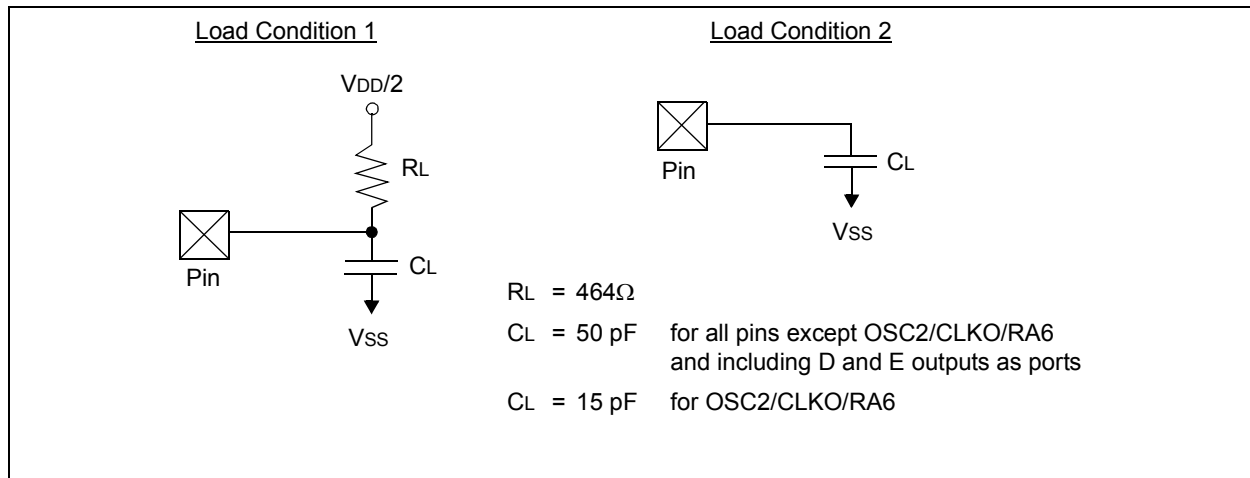 Load Condition 1
VDD/2
RL
Pin
CL
VSS
Load Condition 2
Pin
CL
VSS
RL = 464Ω
CL = 50 pF for all pins except OSC2/CLKO/RA6
and including D and E outputs as ports
CL = 15 pF for OSC2/CLKO/RA6